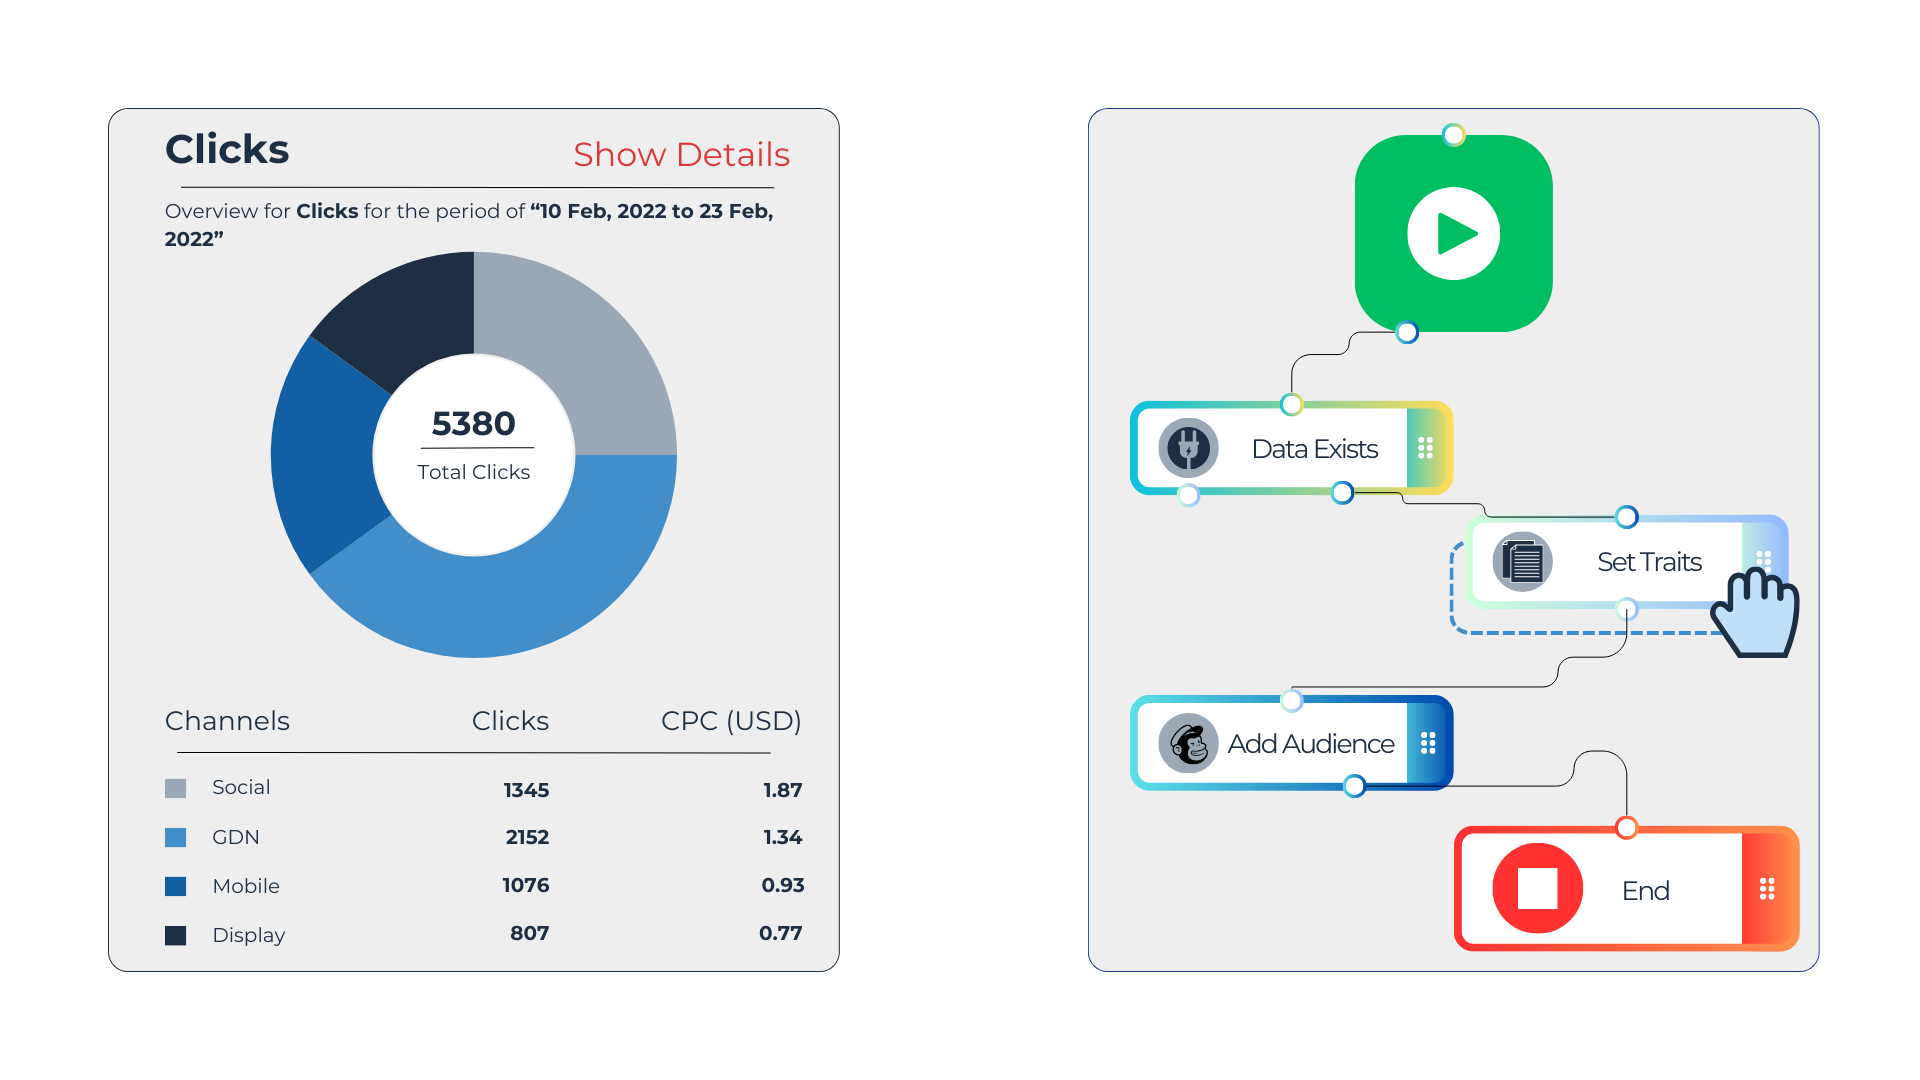 Clicks
Show Details
Overview for Clicks for the period of “10 Feb, 2022 to 23 Feb,
2022”
5380
Total Clicks
Channels Clicks CPC (USD)
Social 1345 1.87
GDN 2152 1.34
Mobile 1076 0.93
Display 807 0.77
Data Exists
Set Traits
Add Audience
End